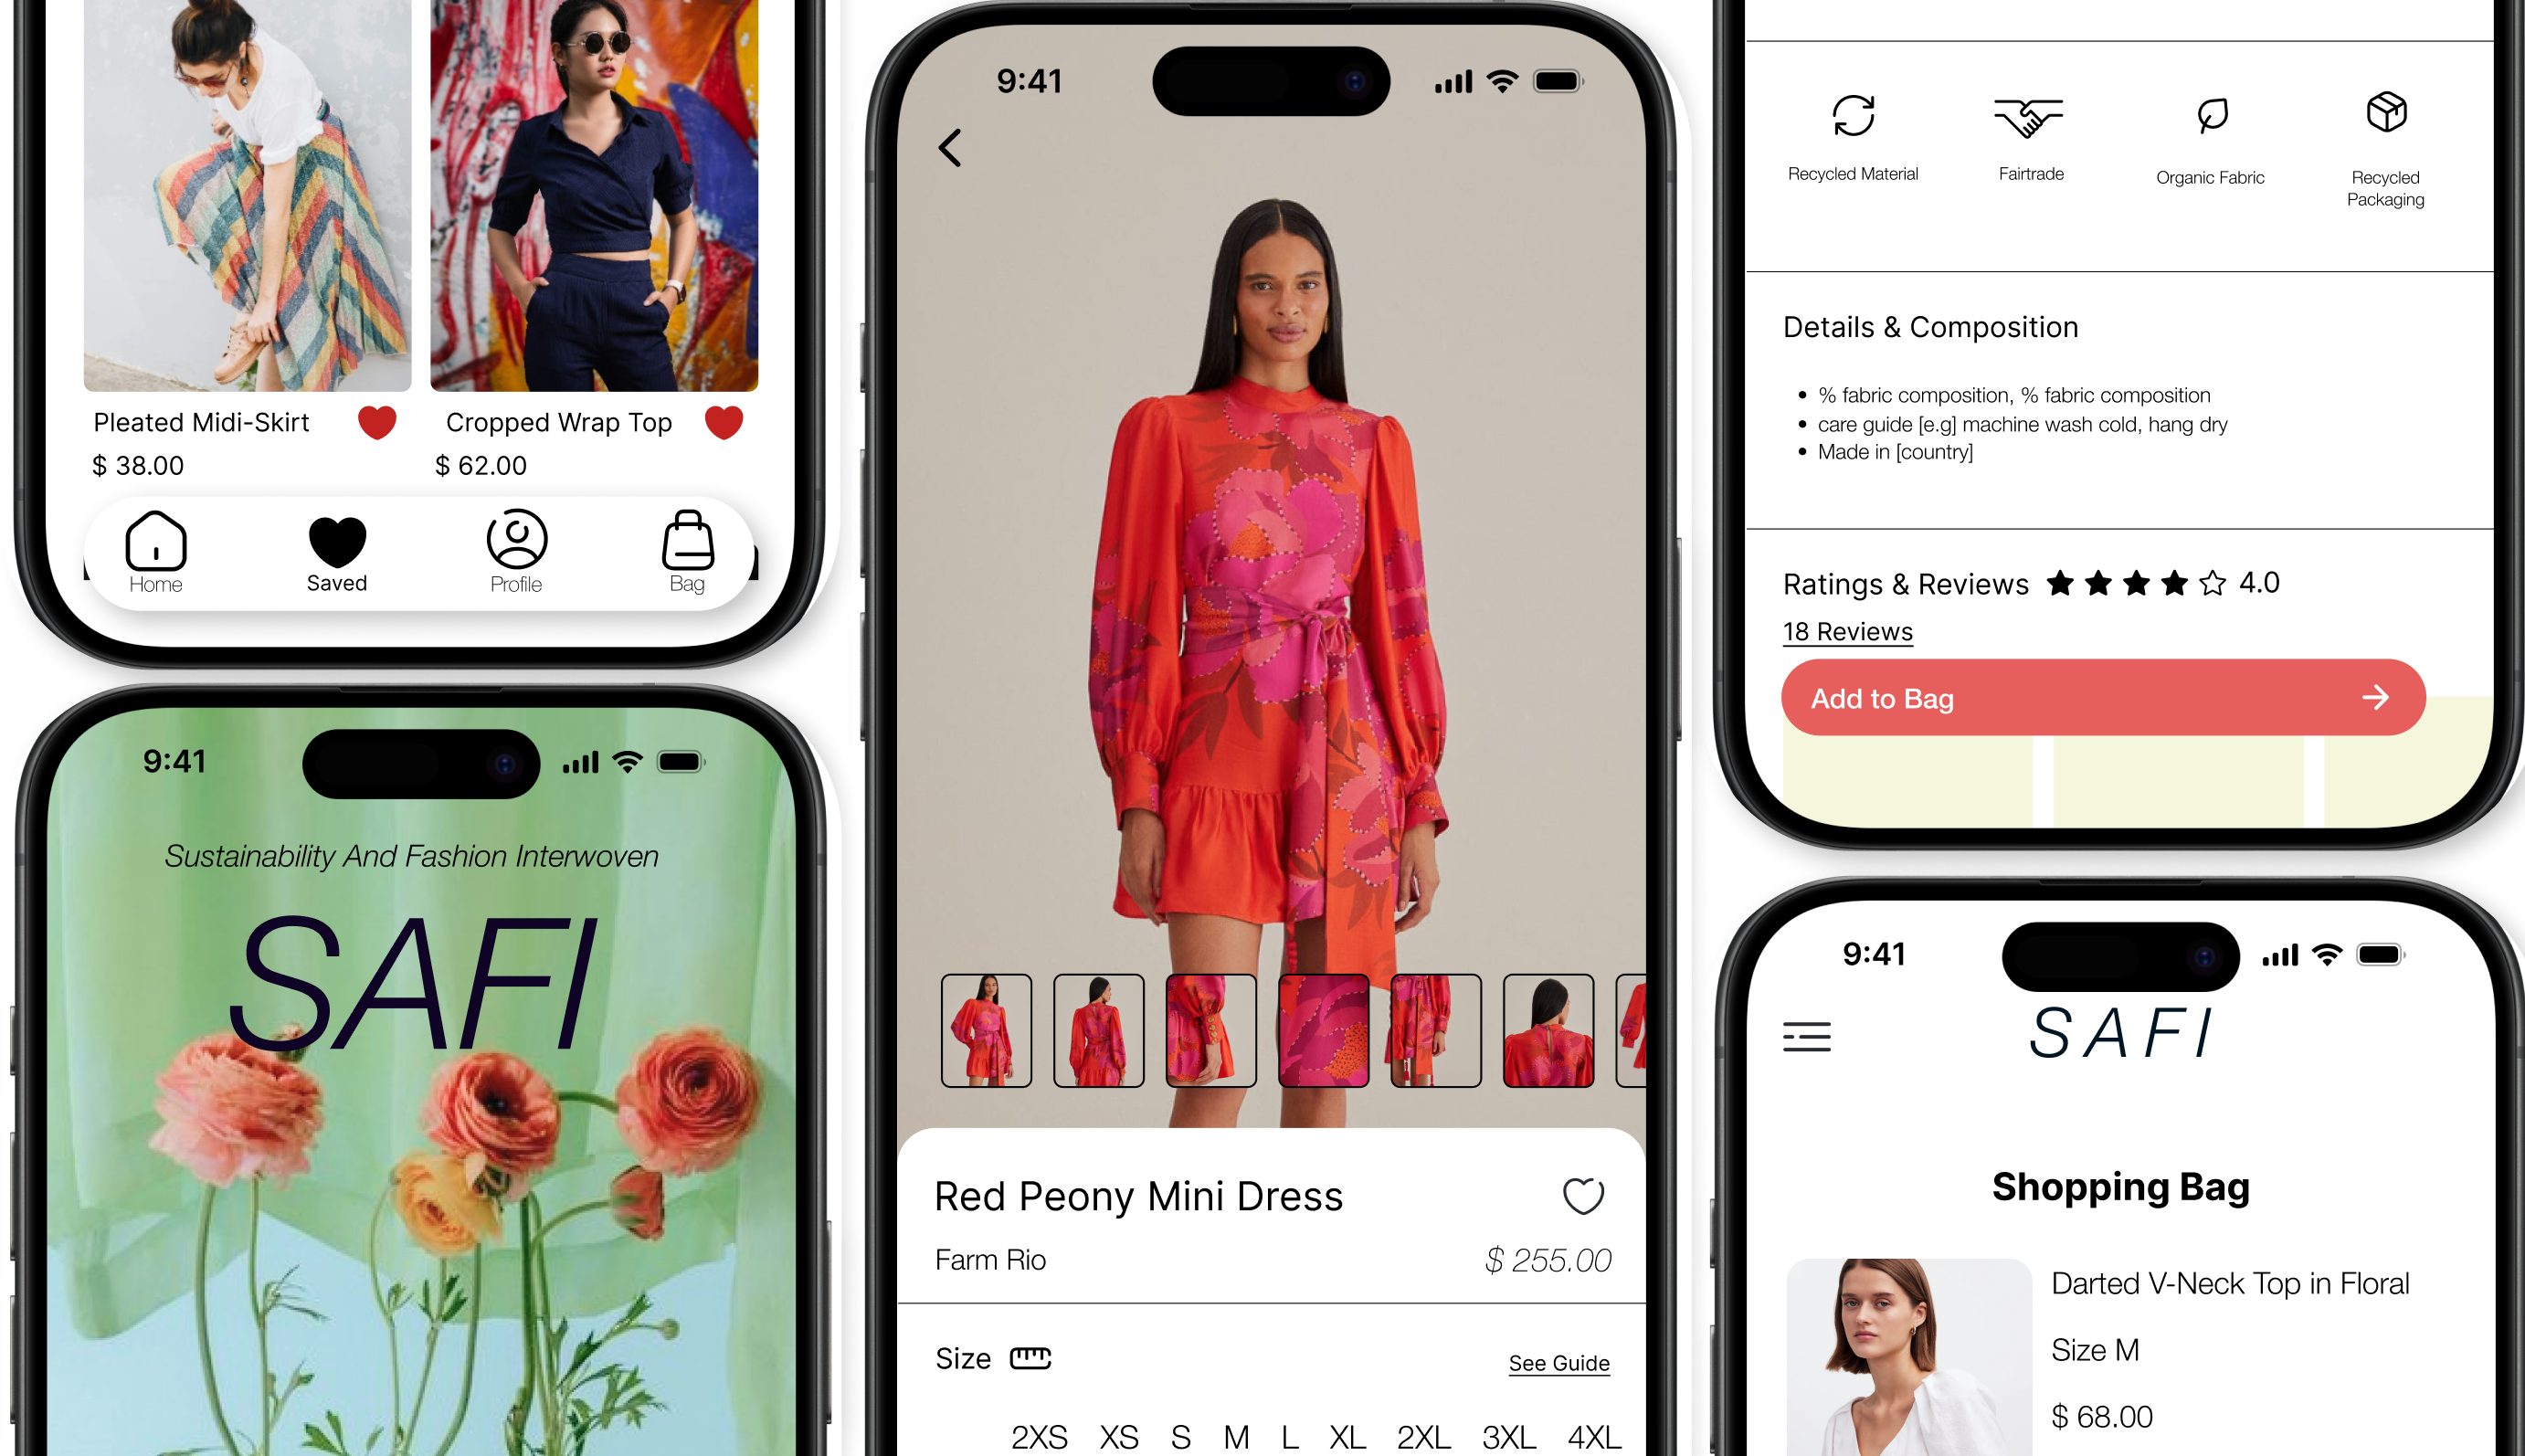 Pleated Midi-Skirt
$ 38.00
Cropped Wrap Top
$ 62.00
Home
Saved
Profile
Bag
9:41
Sustainability And Fashion Interwoven
SAFI
9:41
Red Peony Mini Dress
Farm Rio
$ 255.00
Size
See Guide
2XS XS S M L XL 2XL 3XL 4XL
Recycled Material
Fairtrade
Organic Fabric
Recycled
Packaging
Details & Composition
• % fabric composition, % fabric composition
• care guide [e.g] machine wash cold, hang dry
• Made in [country]
Ratings & Reviews 4.0
18 Reviews
Add to Bag
9:41
SAFI
Shopping Bag
Darted V-Neck Top in Floral
Size M
$ 68.00